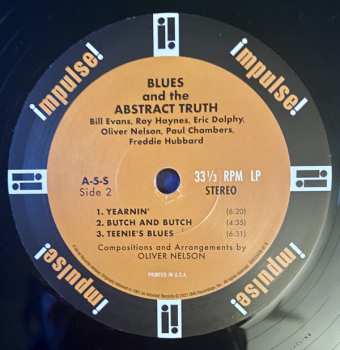 impulse!
impulse!
impulse!
impulse!
BLUES
and the
ABSTRACT TRUTH
Bill Evans, Roy Haynes, Eric Dolphy,
Oliver Nelson, Paul Chambers,
Freddie Hubbard
A-5-S 33⅓ RPM LP
Side 2 STEREO
1. YEARNIN' (6:20)
2. BUTCH AND BUTCH (4:35)
3. TEENIE'S BLUES (6:31)
Compositions and Arrangements by
OLIVER NELSON
PRINTED IN U.S.A.